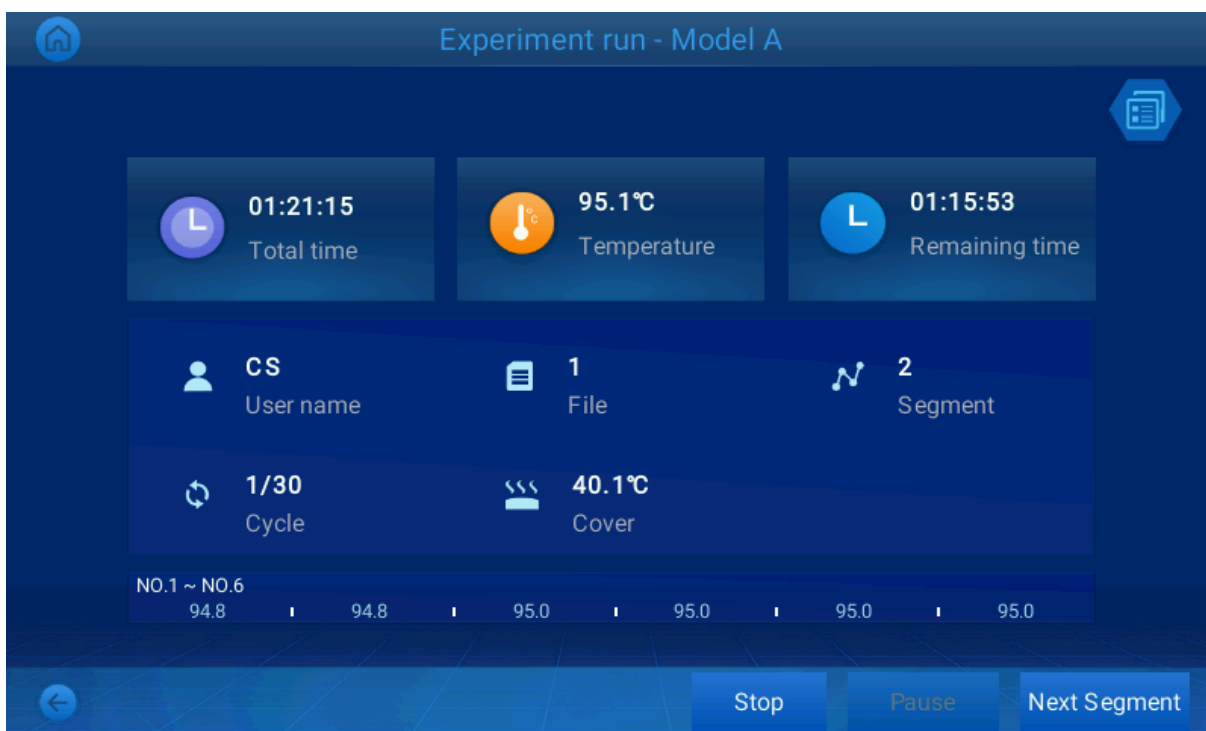 Experiment run - Model A
01:21:15
Total time
95.1℃
Temperature
01:15:53
Remaining time
CS
User name
1
File
2
Segment
1/30
Cycle
40.1℃
Cover
NO.1 ~ NO.6
94.8 94.8 95.0 95.0 95.0 95.0
Stop Pause Next Segment